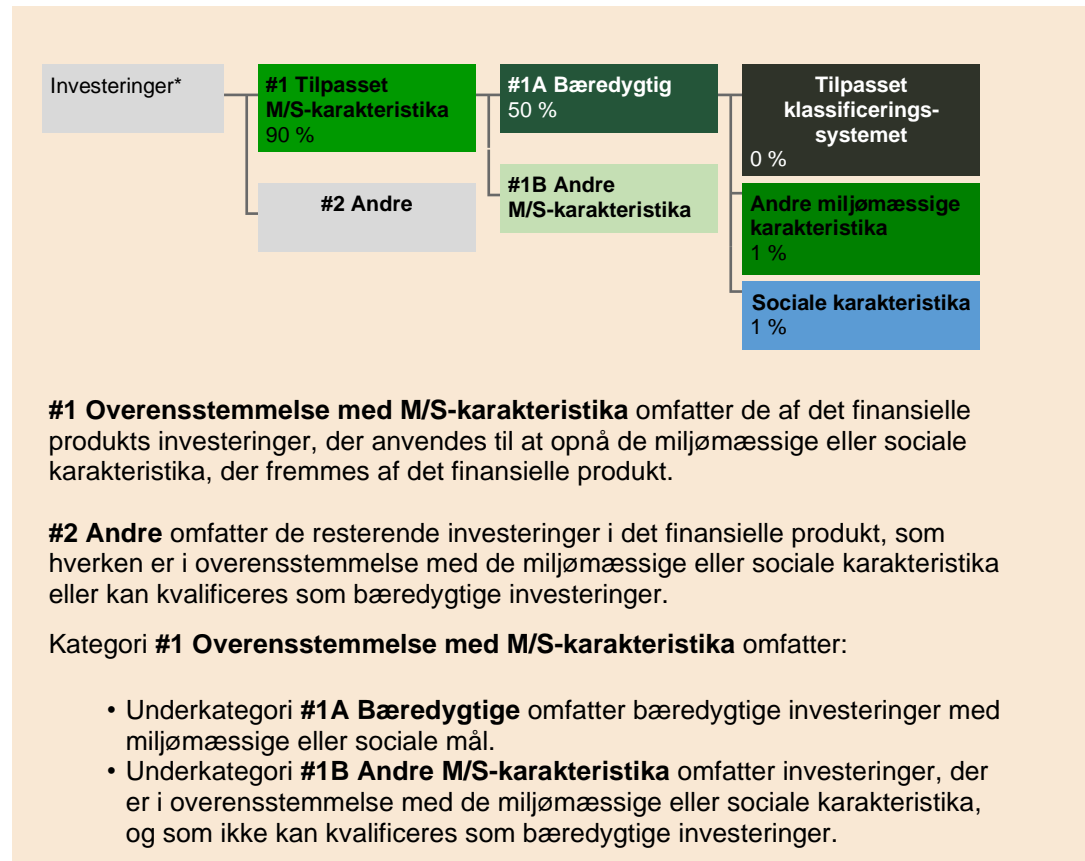 Investeringer*
#1 Tilpasset
M/S-karakteristika
90 %
#2 Andre
#1A Bæredygtig
50 %
#1B Andre
M/S-karakteristika
Tilpasset
klassificerings-
systemet
0 %
Andre miljømæssige
karakteristika
1 %
Sociale karakteristika
1 %
#1 Overensstemmelse med M/S-karakteristika omfatter de af det finansielle
produkts investeringer, der anvendes til at opnå de miljømæssige eller sociale
karakteristika, der fremmes af det finansielle produkt.
#2 Andre omfatter de resterende investeringer i det finansielle produkt, som
hverken er i overensstemmelse med de miljømæssige eller sociale karakteristika
eller kan kvalificeres som bæredygtige investeringer.
Kategori #1 Overensstemmelse med M/S-karakteristika omfatter:
• Underkategori #1A Bæredygtige omfatter bæredygtige investeringer med
miljømæssige eller sociale mål.
• Underkategori #1B Andre M/S-karakteristika omfatter investeringer, der
er i overensstemmelse med de miljømæssige eller sociale karakteristika,
og som ikke kan kvalificeres som bæredygtige investeringer.